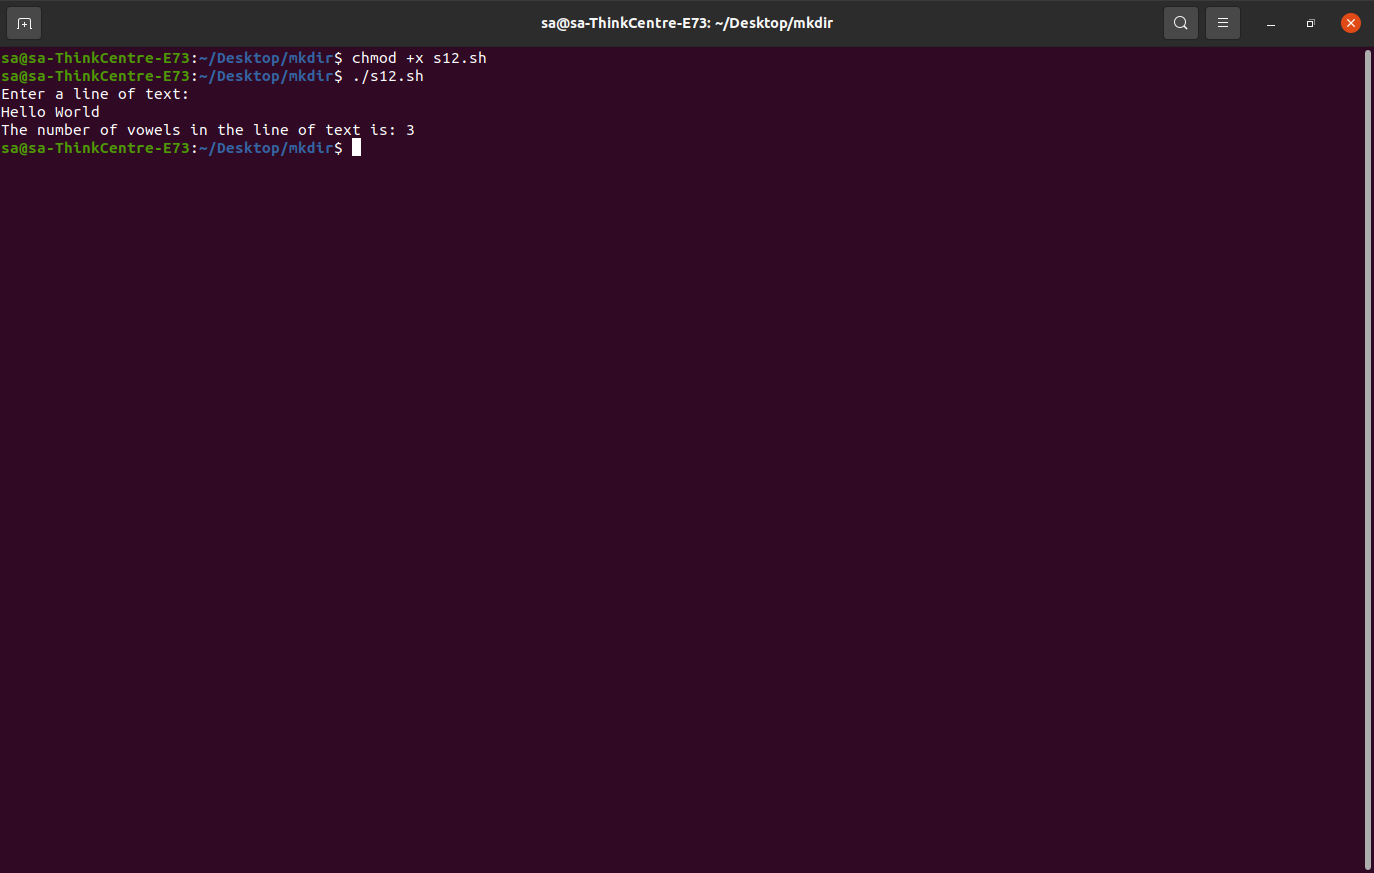 sa@sa-ThinkCentre-E73: ~/Desktop/mkdir
sa@sa-ThinkCentre-E73:~/Desktop/mkdir$ chmod +x s12.sh
sa@sa-ThinkCentre-E73:~/Desktop/mkdir$ ./s12.sh
Enter a line of text:
Hello World
The number of vowels in the line of text is: 3
sa@sa-ThinkCentre-E73:~/Desktop/mkdir$